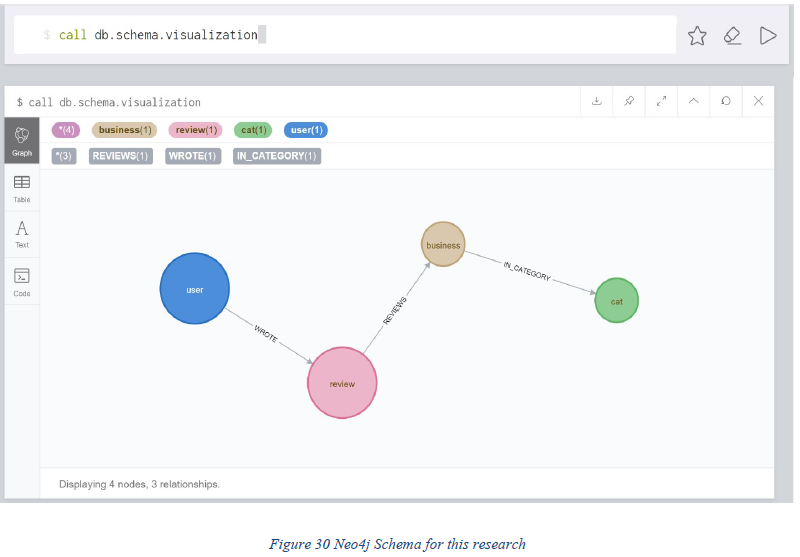 $ call db.schema.visualization
$ call db.schema.visualization
*(4) business(1) review(1) cat(1) user(1)
*(3) REVIEWS(1) WROTE(1) IN_CATEGORY(1)
Graph
Table
Text
Code
business
IN_CATEGORY
user
cat
REVIEWS
WROTE
review
Displaying 4 nodes, 3 relationships.
Figure 30 Neo4j Schema for this research